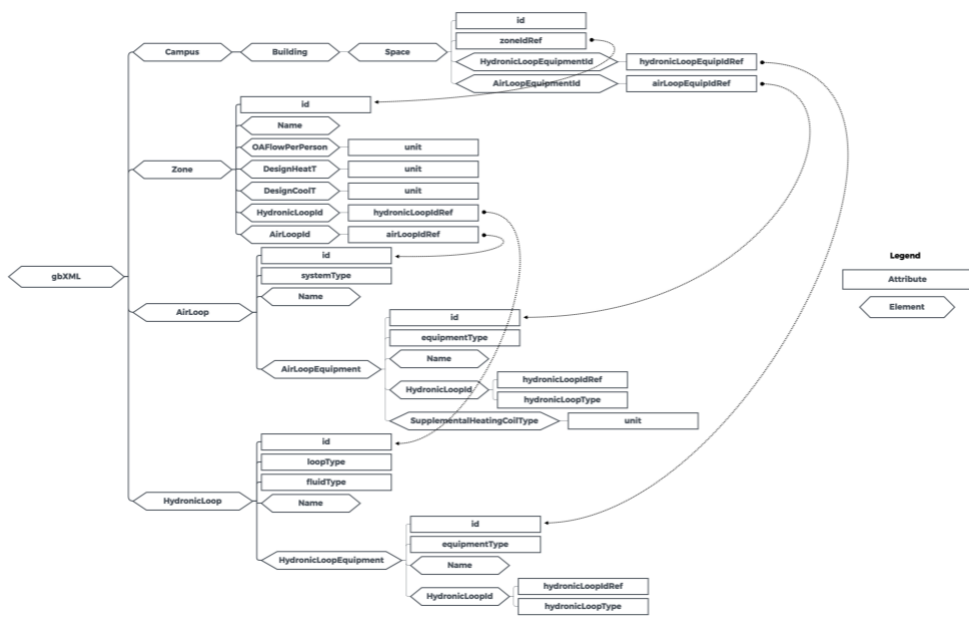 id
zoneIdRef
Campus
Building
Space
HydronicLoopEquipmentId
hydronicLoopEquipIdRef
AirLoopEquipmentId
airLoopEquipIdRef
id
Name
OAFlowPerPerson
unit
Zone
DesignHeatT
unit
DesignCoolT
unit
HydronicLoopId
hydronicLoopIdRef
AirLoopId
airLoopIdRef
id
Legend
gbXML
systemType
Attribute
Name
AirLoop
Element
id
equipmentType
Name
AirLoopEquipment
hydronicLoopIdRef
HydronicLoopId
hydronicLoopType
SupplementalHeatingCoilType
unit
id
loopType
fluidType
HydronicLoop
Name
id
equipmentType
HydronicLoopEquipment
Name
hydronicLoopIdRef
HydronicLoopId
hydronicLoopType